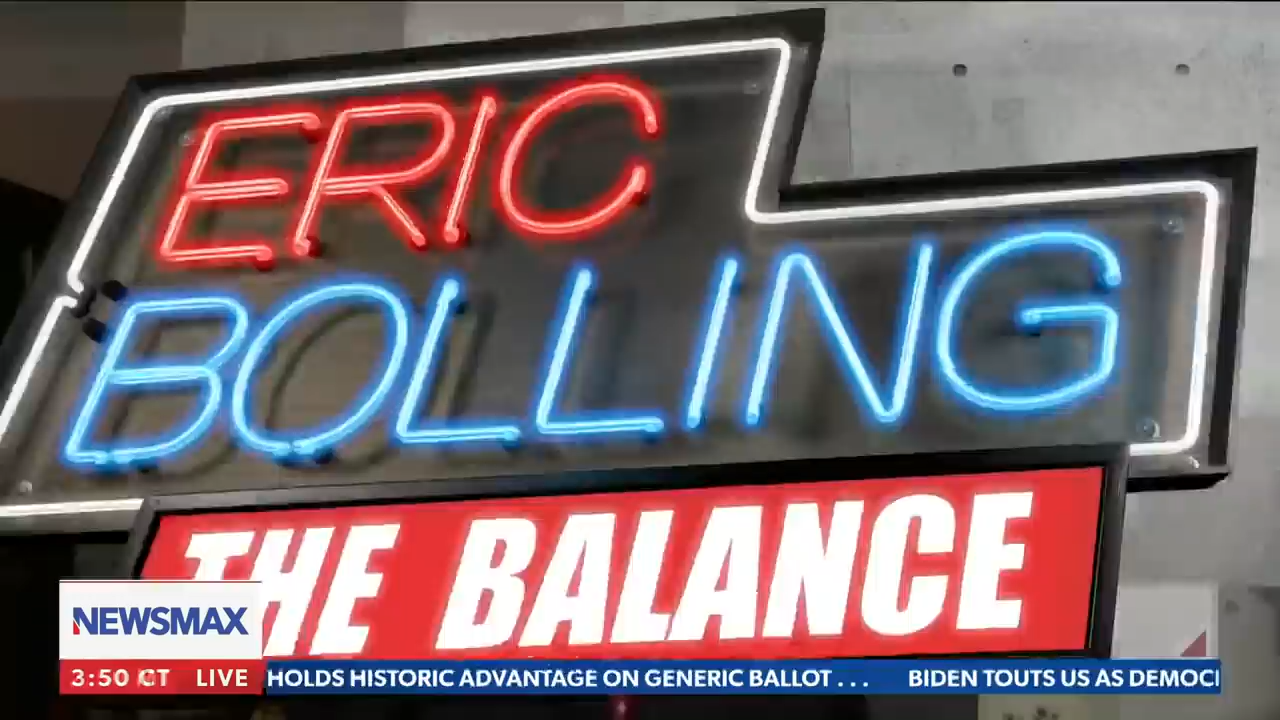 ERIC
BOLLING
THE BALANCE
NEWSMAX
3:50 CT LIVE HOLDS HISTORIC ADVANTAGE ON GENERIC BALLOT . . . BIDEN TOUTS US AS DEMOCI